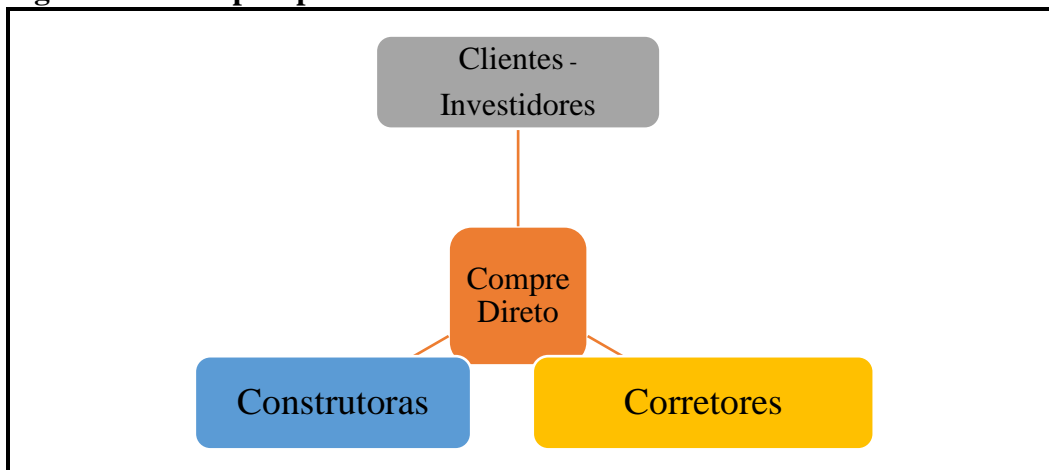 Clientes -
Investidores
Compre
Direto
Construtoras
Corretores